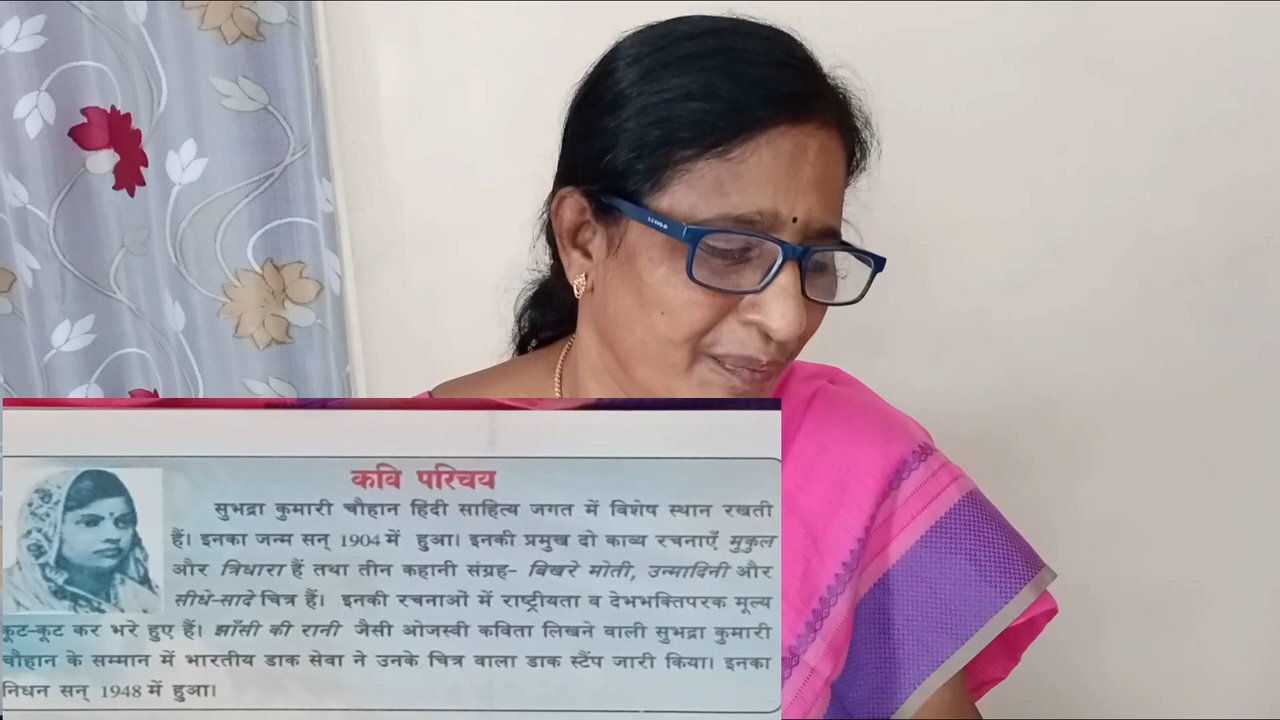 कवि परिचय
सुभद्रा कुमारी चौहान हिंदी साहित्य जगत में विशेष स्थान रखती
हैं। इनका जन्म सन् 1904 में हुआ। इनकी प्रमुख दो काव्य रचनाएँ मुकुल
और त्रिधारा हैं तथा तीन कहानी संग्रह- बिखरे मोती, उन्मादिनी और
सीधे-सादे चित्र हैं। इनकी रचनाओं में राष्ट्रीयता व देभभक्तिपरक मूल्य
कूट-कूट कर भरे हुए हैं। झाँसी की रानी जैसी ओजस्वी कविता लिखने वाली सुभद्रा कुमारी
चौहान के सम्मान में भारतीय डाक सेवा ने उनके चित्र वाला डाक स्टैंप जारी किया। इनका
निधन सन् 1948 में हुआ।